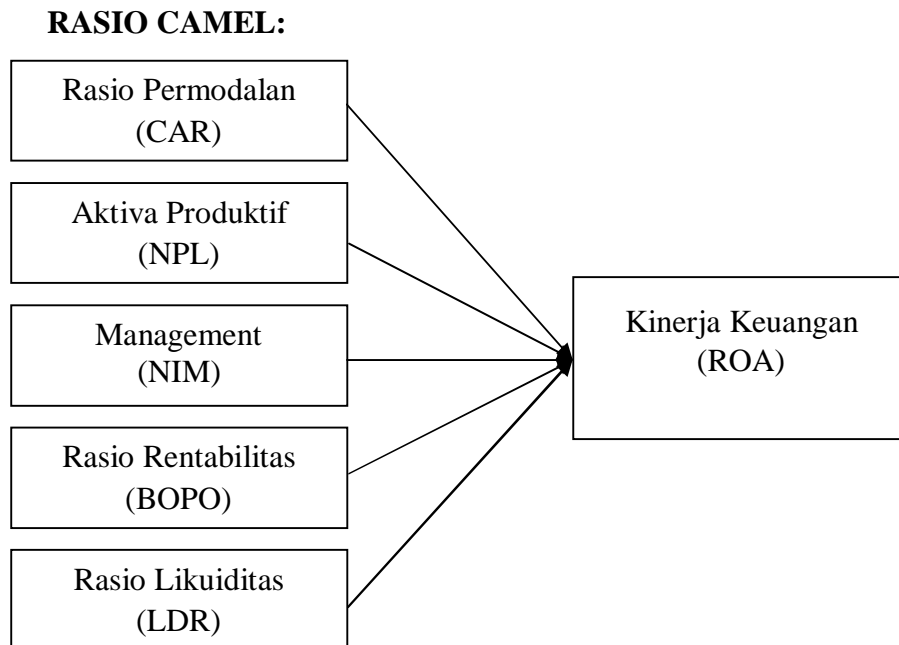 RASIO CAMEL:
Rasio Permodalan
(CAR)
Aktiva Produktif
(NPL)
Management
(NIM)
Rasio Rentabilitas
(BOPO)
Rasio Likuiditas
(LDR)
Kinerja Keuangan
(ROA)